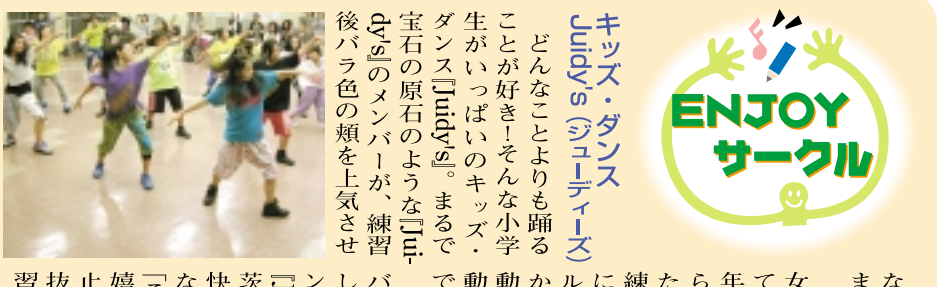 ENJOY
サークル
キッズ・ダンス
Juidy's（ジューディーズ）
どんなことよりも踊る
ことが好き！そんな小学
生がいっぱいのキッズ・
ダンス『Juidy's』。まるで
宝石の原石のような『Jui-
dy's』のメンバーが、練習
後バラ色の頬を上気させ